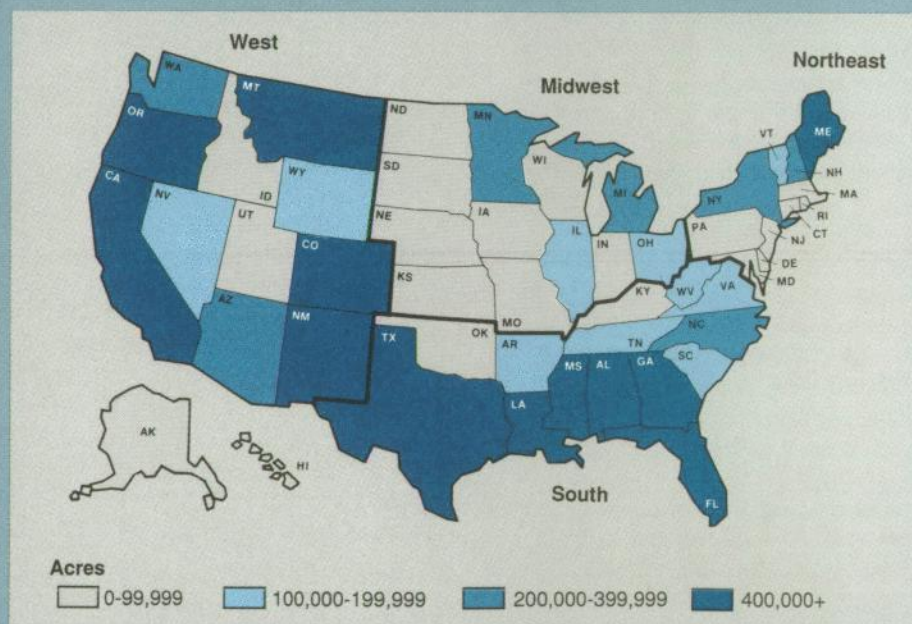 West
Midwest
Northeast
WA
MT
ND
MN
VT
ME
OR
WI
SD
NH
ID
WY
MI
NY
MA
CA
NV
UT
NE
IA
PA
RI
CT
IL
IN
OH
NJ
CO
DE
KS
MD
KY
WV
VA
MO
AZ
NM
OK
NC
TX
AR
TN
SC
MS
AL
GA
LA
AK
HI
FL
South
Acres
0-99,999
100,000-199,999
200,000-399,999
400,000+